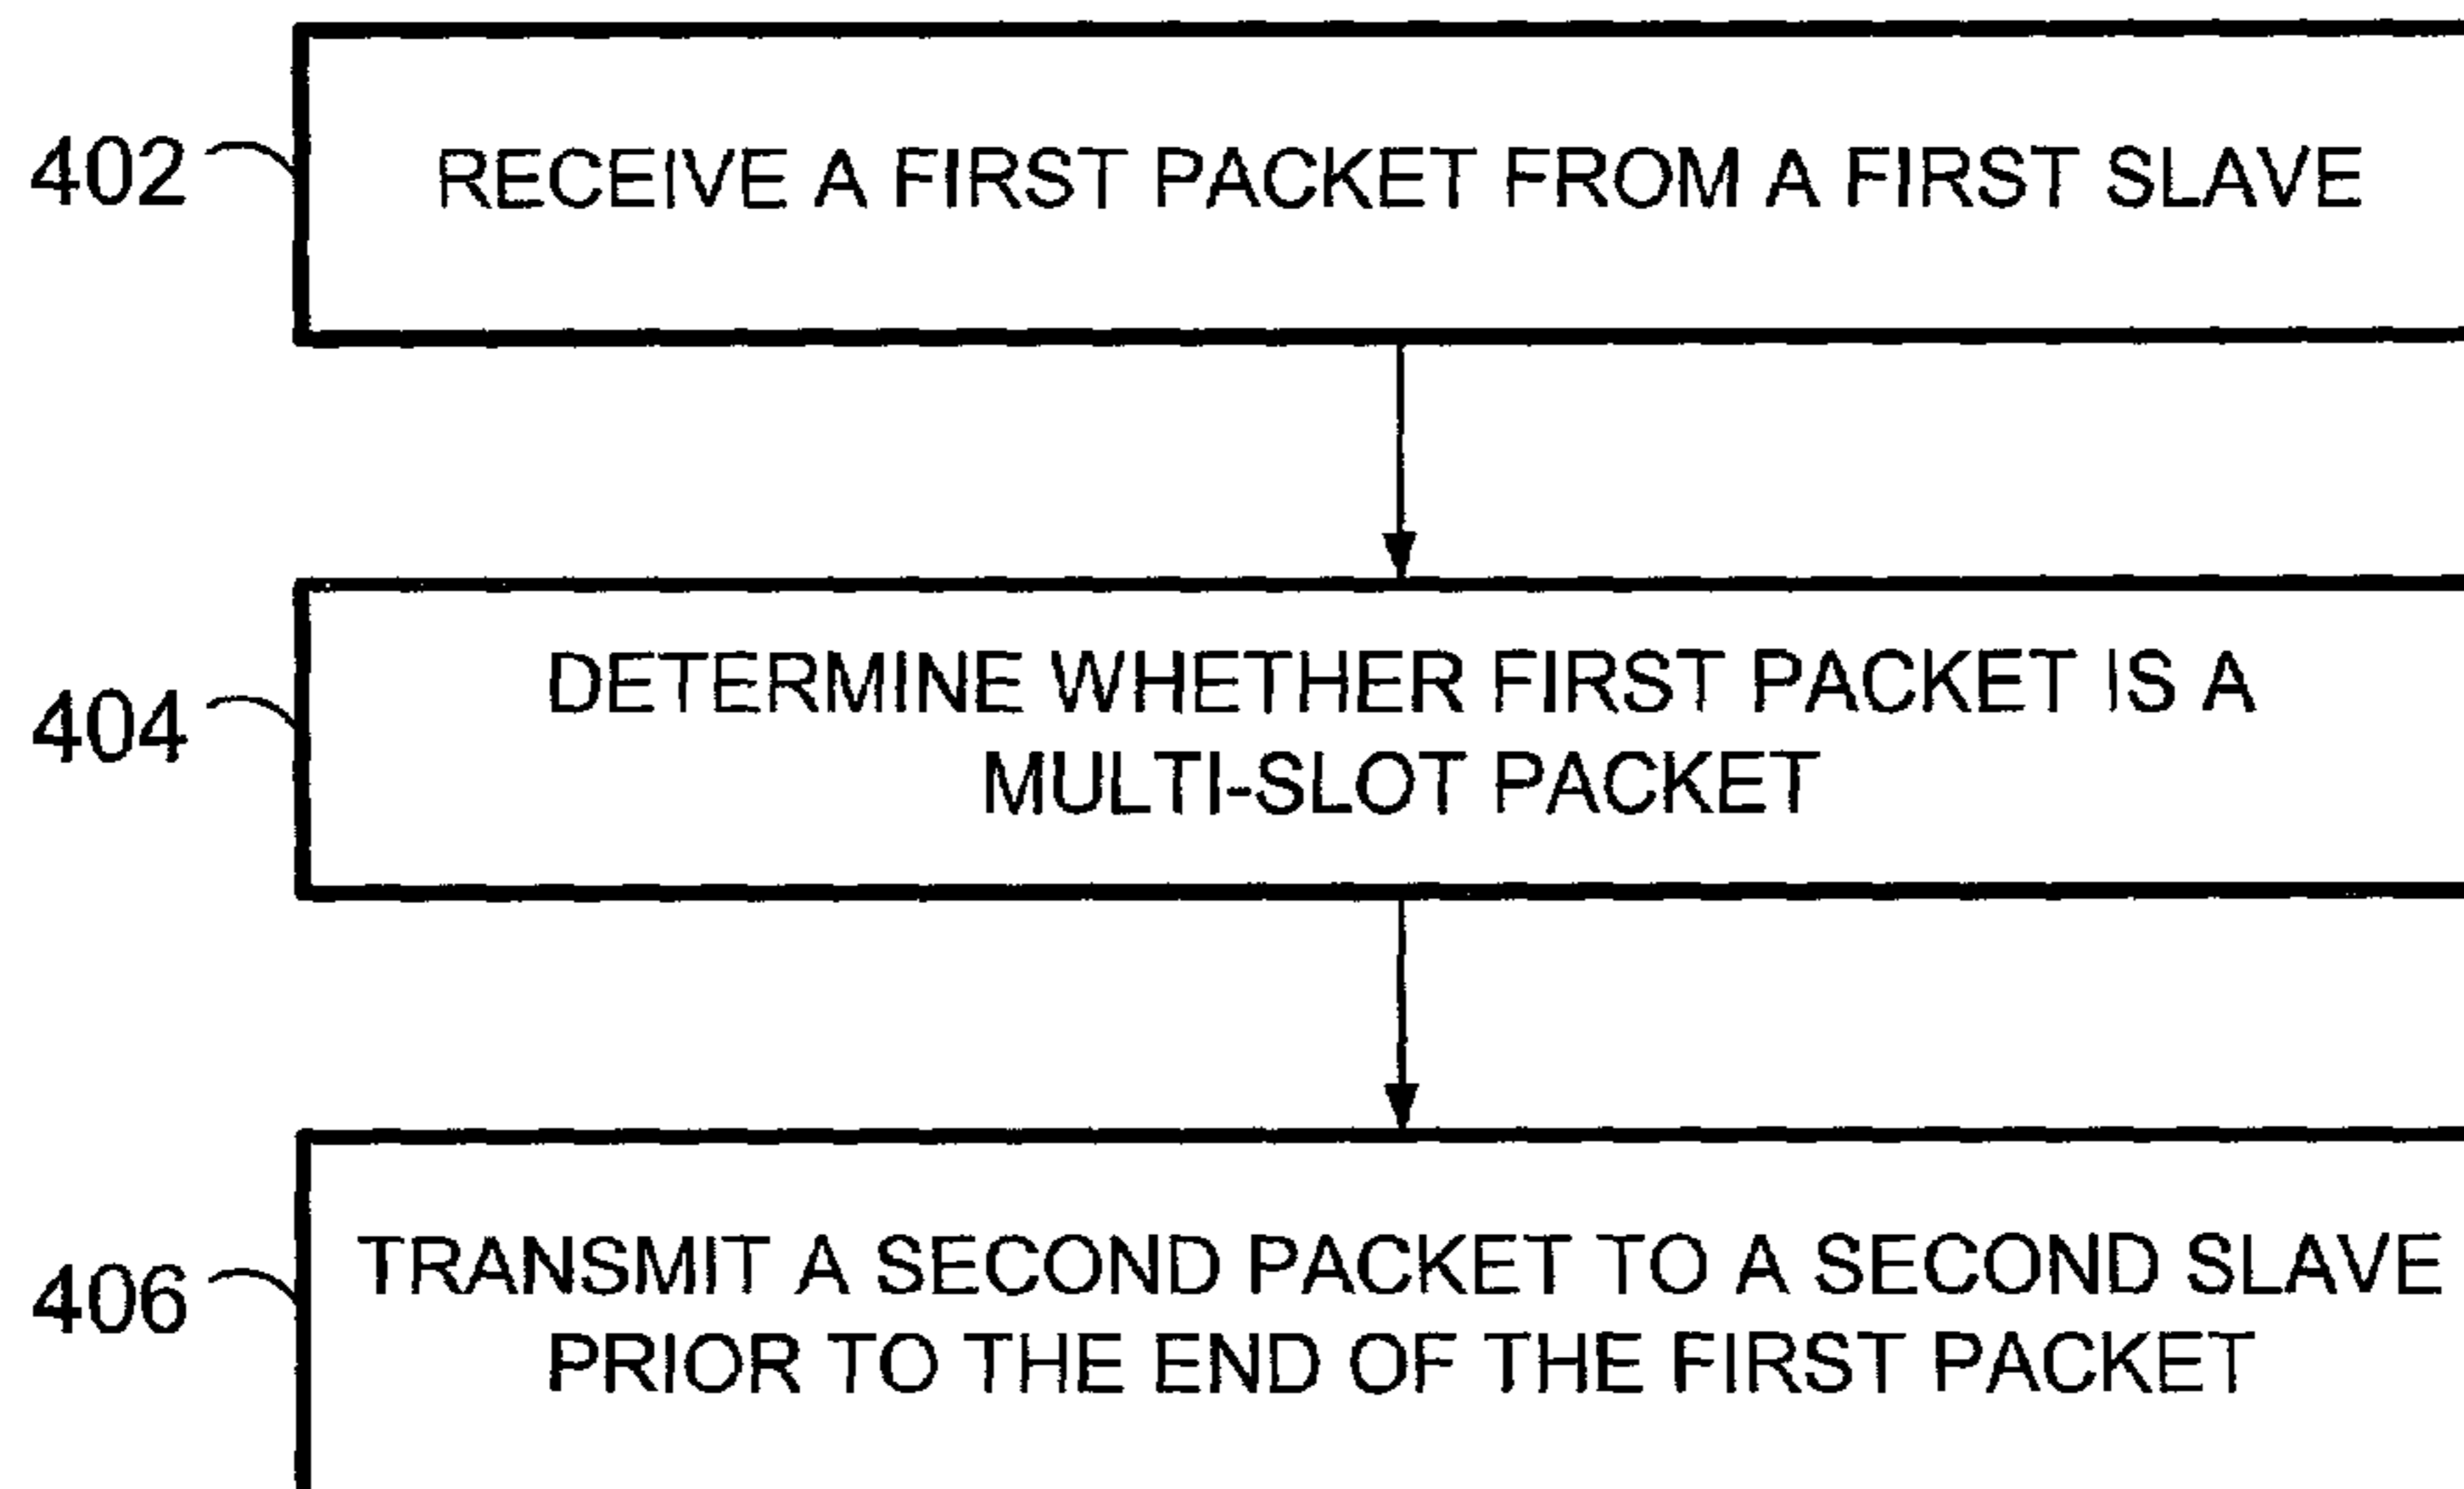 402
RECEIVE A FIRST PACKET FROM A FIRST SLAVE
404
DETERMINE WHETHER FIRST PACKET IS A
MULTI-SLOT PACKET
406
TRANSMIT A SECOND PACKET TO A SECOND SLAVE
PRIOR TO THE END OF THE FIRST PACKET